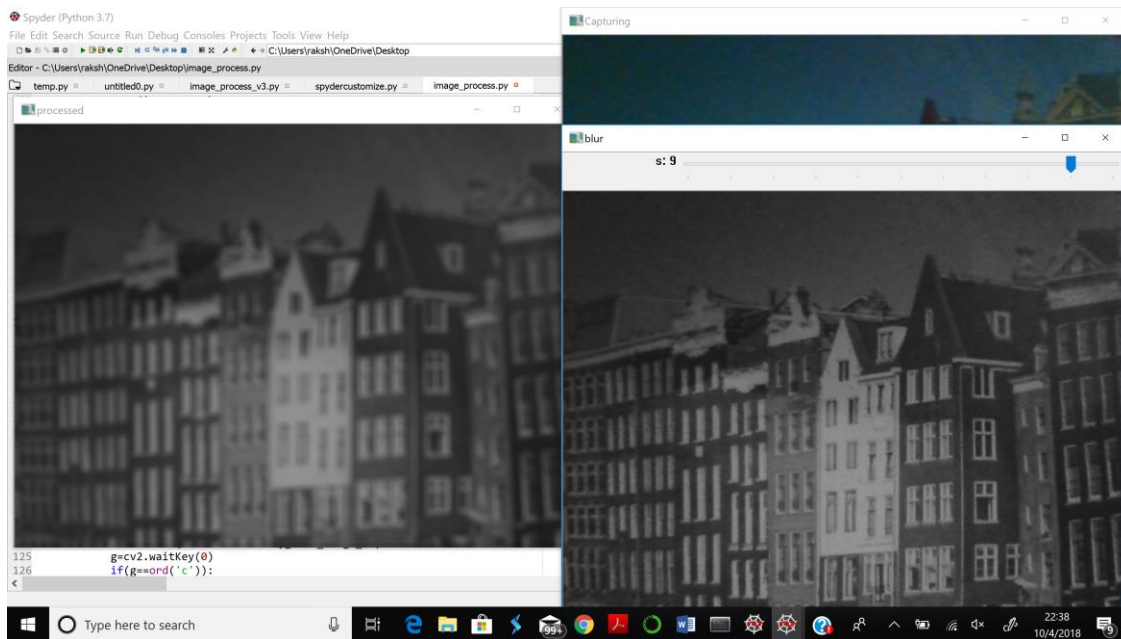 Spyder (Python 3.7)
File Edit Search Source Run Debug Consoles Projects Tools View Help
C:\Users\raksh\OneDrive\Desktop
Editor - C:\Users\raksh\OneDrive\Desktop\image_process.py
temp.py untitled0.py image_process_v3.py spydercustomize.py image_process.py
processed
125 g=cv2.waitKey(0)
126 if(g==ord('c')):
Capturing
blur
s: 9
Type here to search
99+
22:38
10/4/2018
9